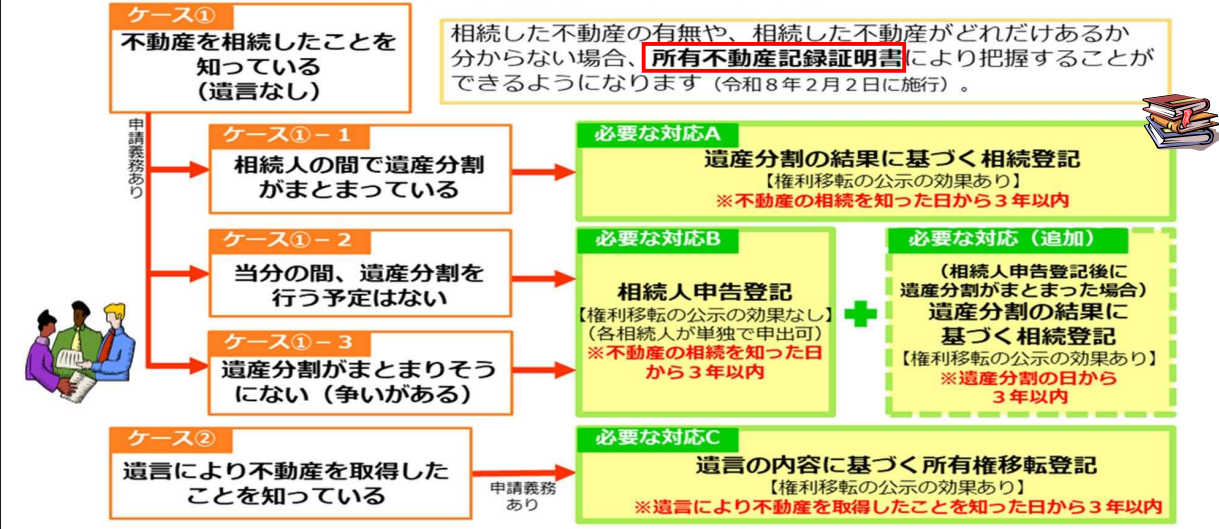 ケース①
不動産を相続したことを
知っている
(遺言なし)
相続した不動産の有無や、相続した不動産がどれだけあるか
分からない場合、所有不動産記録証明書により把握することが
できるようになります（令和８年２月２日に施行）。
申請義務あり
ケース①－１
相続人の間で遺産分割
がまとまっている
必要な対応A
遺産分割の結果に基づく相続登記
【権利移転の公示の効果あり】
※不動産の相続を知った日から３年以内
ケース①－２
当分の間、遺産分割を
行う予定はない
ケース①－３
遺産分割がまとまりそう
にない（争いがある）
必要な対応B
相続人申告登記
【権利移転の公示の効果なし】
（各相続人が単独で申出可）
※不動産の相続を知った日
から３年以内
必要な対応（追加）
（相続人申告登記後に
遺産分割がまとまった場合）
遺産分割の結果に
基づく相続登記
【権利移転の公示の効果あり】
※遺産分割の日から
３年以内
ケース②
遺言により不動産を取得した
ことを知っている
申請義務
あり
必要な対応C
遺言の内容に基づく所有権移転登記
【権利移転の公示の効果あり】
※遺言により不動産を取得したことを知った日から３年以内